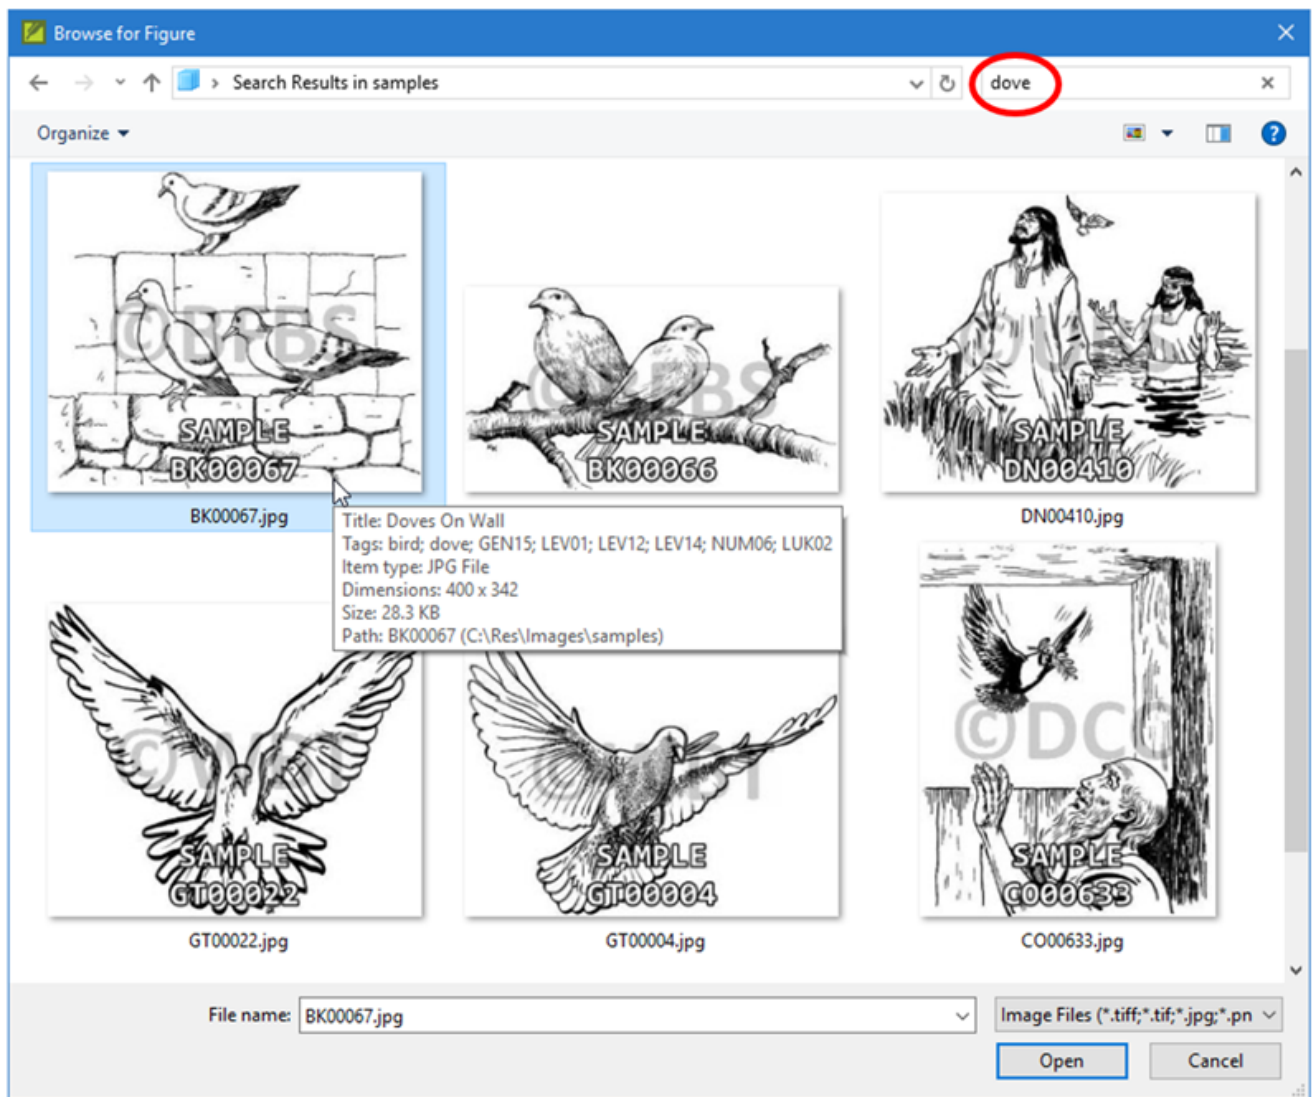 Browse for Figure
Search Results in samples
dove
Organize
©BFBS
SAMPLE
BK00067
BK00067.jpg
©BFBS
SAMPLE
BK00066
SAMPLE
DN00410
DN00410.jpg
Title: Doves On Wall
Tags: bird; dove; GEN15; LEV01; LEV12; LEV14; NUM06; LUK02
Item type: JPG File
Dimensions: 400 x 342
Size: 28.3 KB
Path: BK00067 (C:\Res\Images\samples)
SAMPLE
GT00022
GT00022.jpg
SAMPLE
GT00004
GT00004.jpg
©DCC
SAMPLE
CO00633
CO00633.jpg
File name: BK00067.jpg
Image Files (*.tiff;*.tif;*.jpg;*.pn
Open Cancel